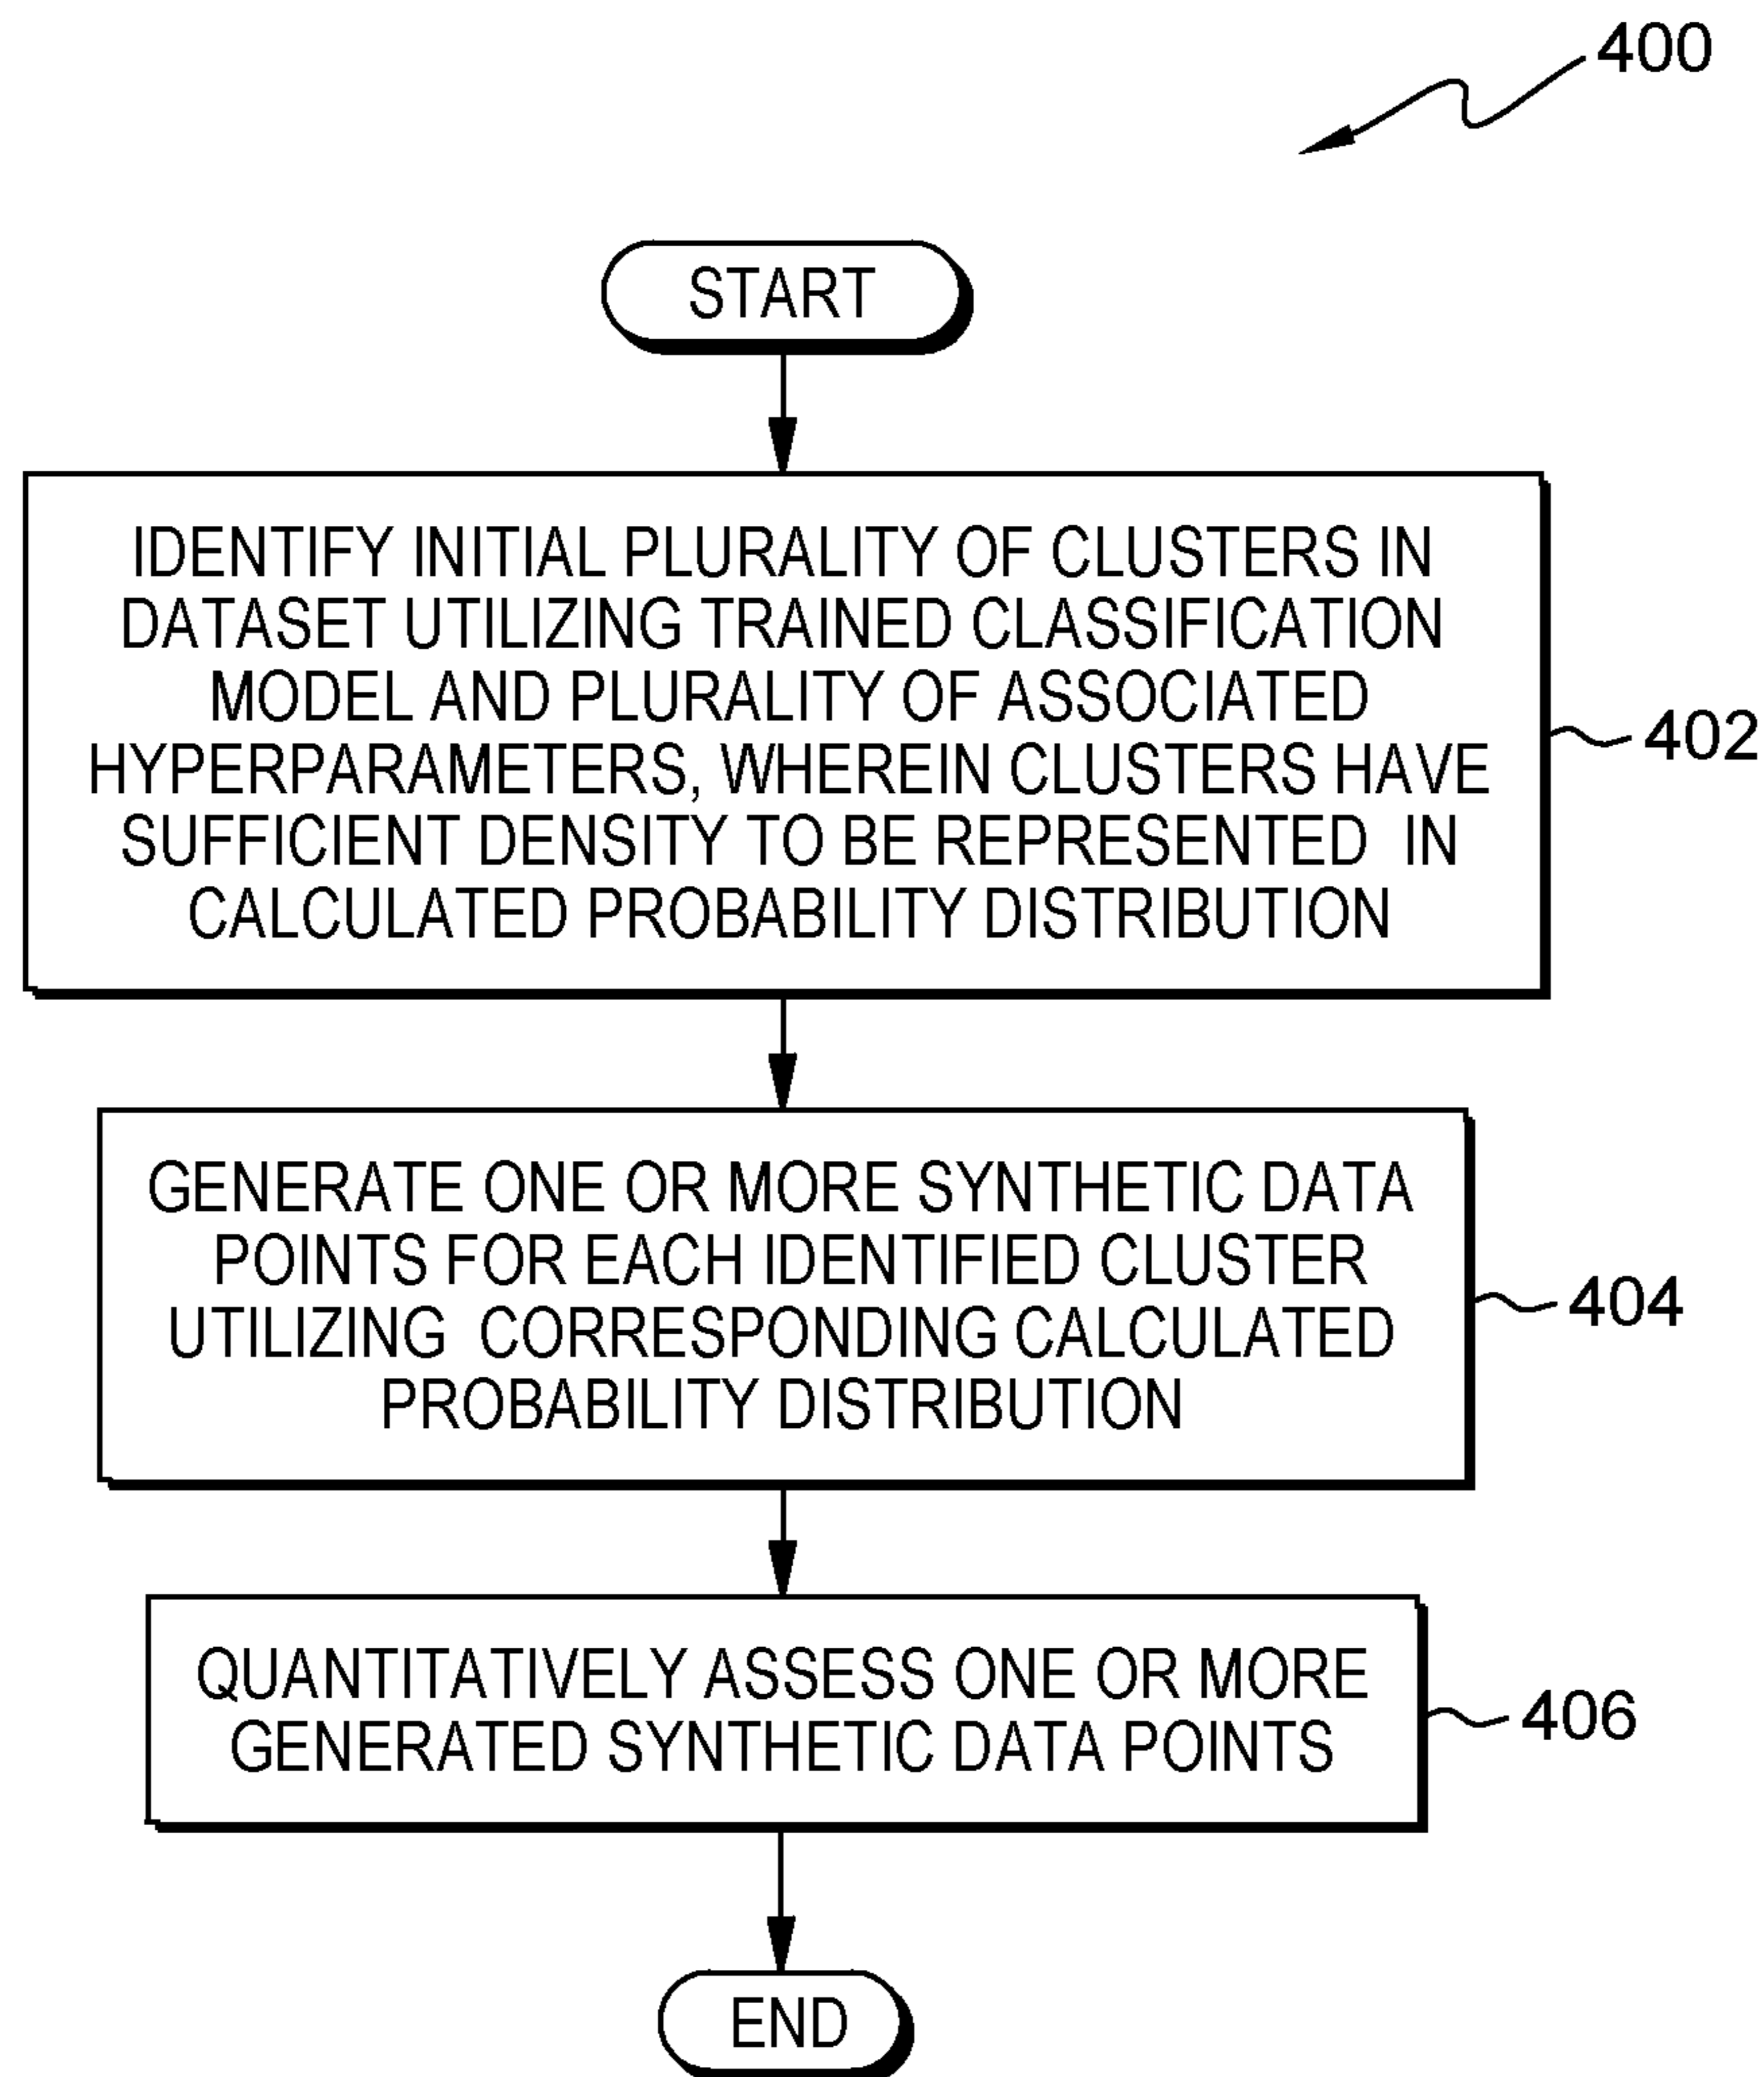 400
START
IDENTIFY INITIAL PLURALITY OF CLUSTERS IN
DATASET UTILIZING TRAINED CLASSIFICATION
MODEL AND PLURALITY OF ASSOCIATED
HYPERPARAMETERS, WHEREIN CLUSTERS HAVE
SUFFICIENT DENSITY TO BE REPRESENTED IN
CALCULATED PROBABILITY DISTRIBUTION
402
GENERATE ONE OR MORE SYNTHETIC DATA
POINTS FOR EACH IDENTIFIED CLUSTER
UTILIZING CORRESPONDING CALCULATED
PROBABILITY DISTRIBUTION
404
QUANTITATIVELY ASSESS ONE OR MORE
GENERATED SYNTHETIC DATA POINTS
406
END